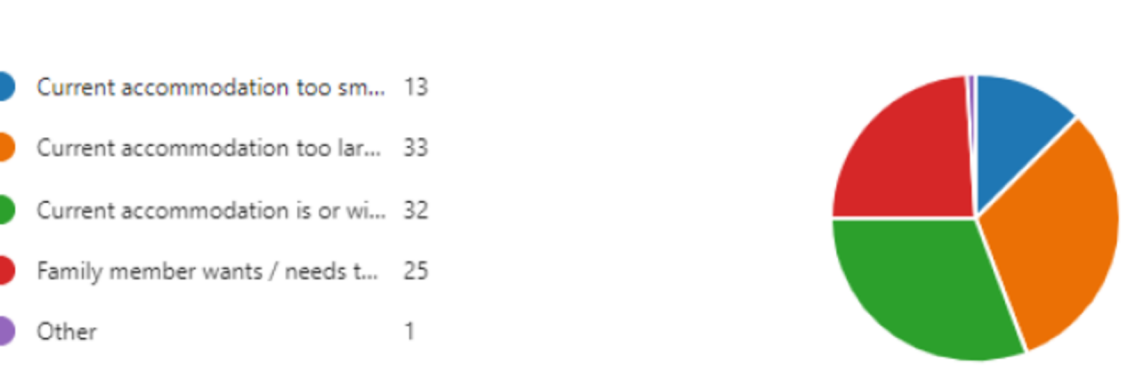 Current accommodation too sm... 13
Current accommodation too lar... 33
Current accommodation is or wi... 32
Family member wants / needs t... 25
Other 1